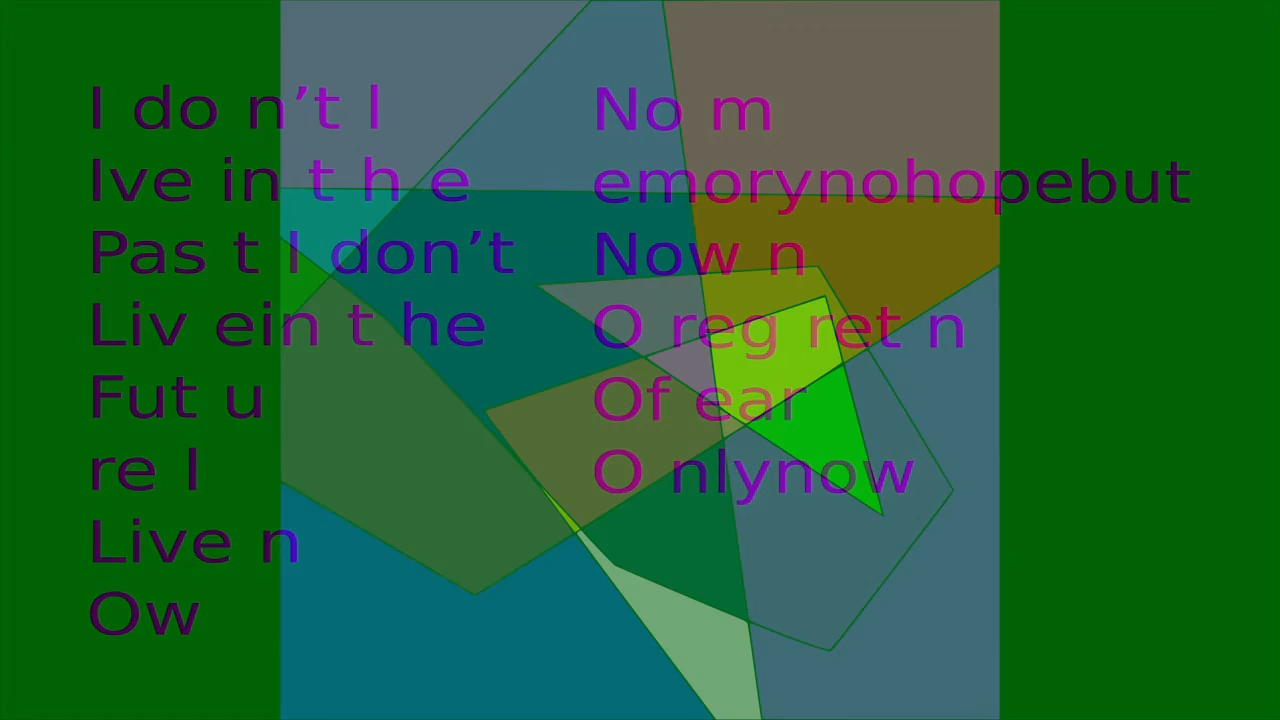 I do n’t l
Ive in t h e
Pas t I don’t
Liv ein t he
Fut u
re I
Live n
Ow
No m
emorynohopebut
Now n
O reg ret n
Of ear
O nlynow